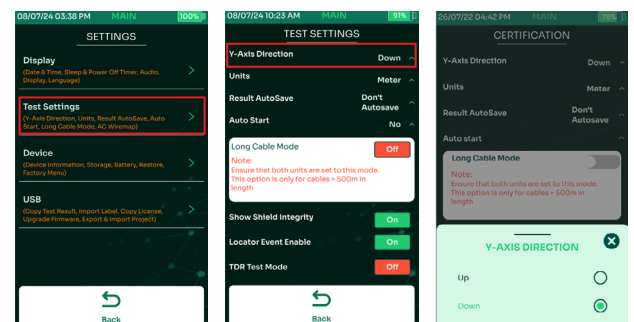 08/07/24 03:38 PM MAIN 100%
SETTINGS
Display
(Date & Time, Sleep & Power Off Timer, Audio,
Display, Language)
Test Settings
(Y-Axis Direction, Units, Result AutoSave, Auto
Start, Long Cable Mode, AC Wiremap)
Device
(Device Information, Storage, Battery, Restore,
Factory Menu)
USB
(Copy Test Result, Import Label, Copy License,
Upgrade Firmware, Export & Import Project)
Back
08/07/24 10:23 AM MAIN 91%
TEST SETTINGS
Y-Axis Direction Down
Units Meter
Result AutoSave Don't
Autosave
Auto Start No
Long Cable Mode Off
Note:
Ensure that both units are set to this mode.
This option is only for cables > 500m in
length
Show Shield Integrity On
Locator Event Enable On
TDR Test Mode Off
Back
26/07/22 04:42 PM MAIN 78%
CERTIFICATION
Y-Axis Direction Down
Units Meter
Result AutoSave Don't
Autosave
Auto start
Long Cable Mode
Note:
Ensure that both units are set to this mode.
This option is only for cables > 500m in
length
Y-AXIS DIRECTION
Up
Down